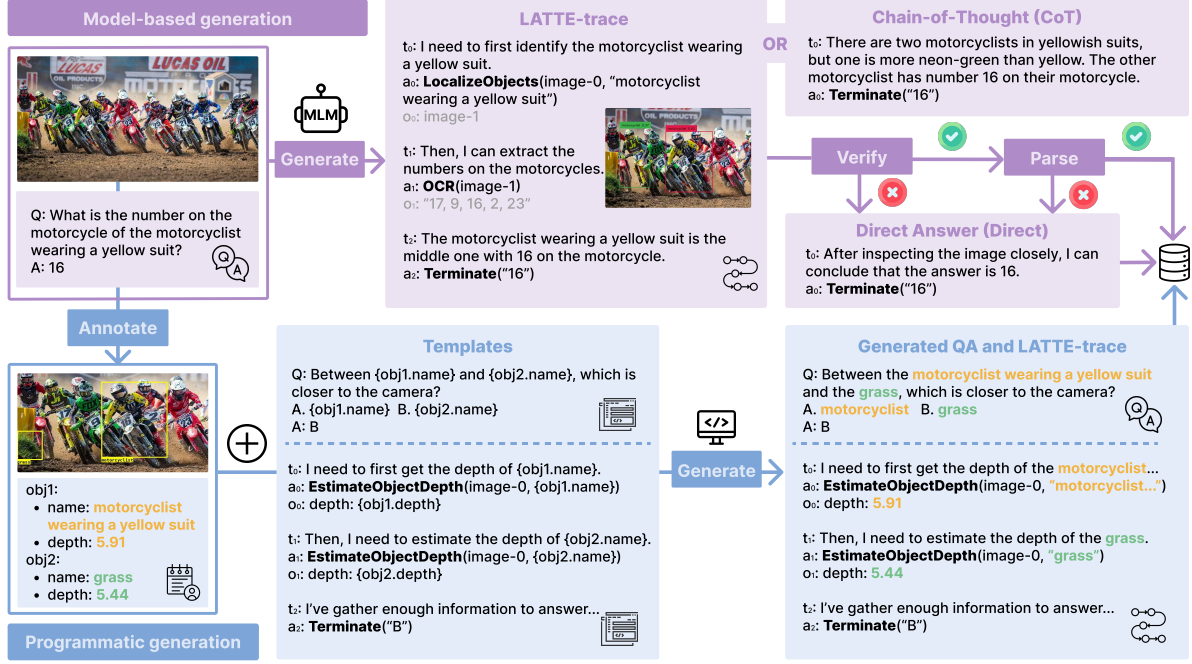 Model-based generation
LUCAS OIL
LUCAS
OIL PRODUCTS
Q: What is the number on the
motorcycle of the motorcyclist
wearing a yellow suit?
A: 16
Q
A
MLM
Generate
LATTE-trace
t₀: I need to first identify the motorcyclist wearing
a yellow suit.
a₀: LocalizeObjects(image-0, “motorcyclist
wearing a yellow suit”)
o₀: image-1
t₁: Then, I can extract the
numbers on the motorcycles.
a₁: OCR(image-1)
o₁: “17, 9, 16, 2, 23”
OIL PRODUCTS
t₂: The motorcyclist wearing a yellow suit is the
middle one with 16 on the motorcycle.
a₂: Terminate(“16”)
OR
Chain-of-Thought (CoT)
t₀: There are two motorcyclists in yellowish suits,
but one is more neon-green than yellow. The other
motorcyclist has number 16 on their motorcycle.
a₀: Terminate(“16”)
Verify
Parse
Direct Answer (Direct)
t₀: After inspecting the image closely, I can
conclude that the answer is 16.
a₀: Terminate(“16”)
Annotate
motorcyclist
obj1:
• name: motorcyclist
wearing a yellow suit
• depth: 5.91
obj2:
• name: grass
• depth: 5.44
Programmatic generation
Templates
Q: Between {obj1.name} and {obj2.name}, which is
closer to the camera?
A. {obj1.name} B. {obj2.name}
A: B
t₀: I need to first get the depth of {obj1.name}.
a₀: EstimateObjectDepth(image-0, {obj1.name})
o₀: depth: {obj1.depth}
t₁: Then, I need to estimate the depth of {obj2.name}.
a₁: EstimateObjectDepth(image-0, {obj2.name})
o₁: depth: {obj2.depth}
t₂: I’ve gather enough information to answer...
a₂: Terminate(“B”)
</>
Generate
Generated QA and LATTE-trace
Q: Between the motorcyclist wearing a yellow suit
and the grass, which is closer to the camera?
A. motorcyclist B. grass
A: B
Q
A
t₀: I need to first get the depth of the motorcyclist...
a₀: EstimateObjectDepth(image-0, “motorcyclist...”)
o₀: depth: 5.91
t₁: Then, I need to estimate the depth of the grass.
a₁: EstimateObjectDepth(image-0, “grass”)
o₁: depth: 5.44
t₂: I’ve gather enough information to answer...
a₂: Terminate(“B”)